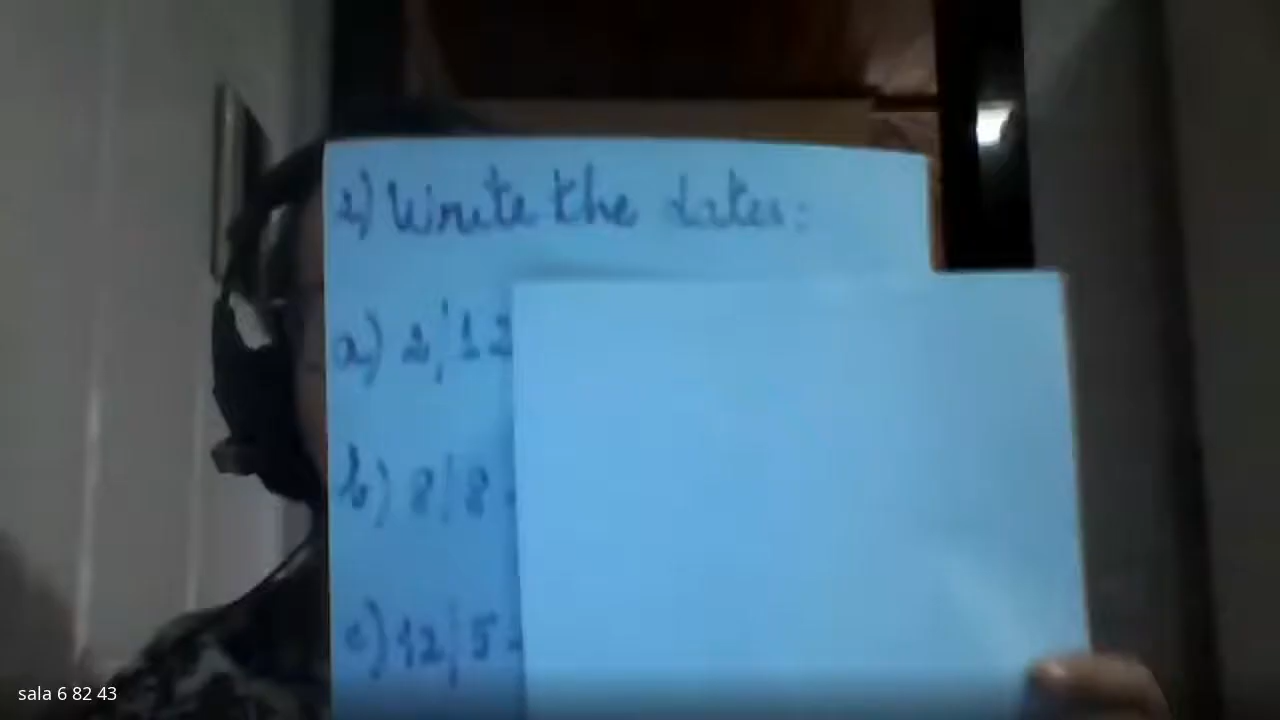 2) Write the dates:
a) 2/12
b) 8/8 -
c) 12/5 -
sala 6 82 43